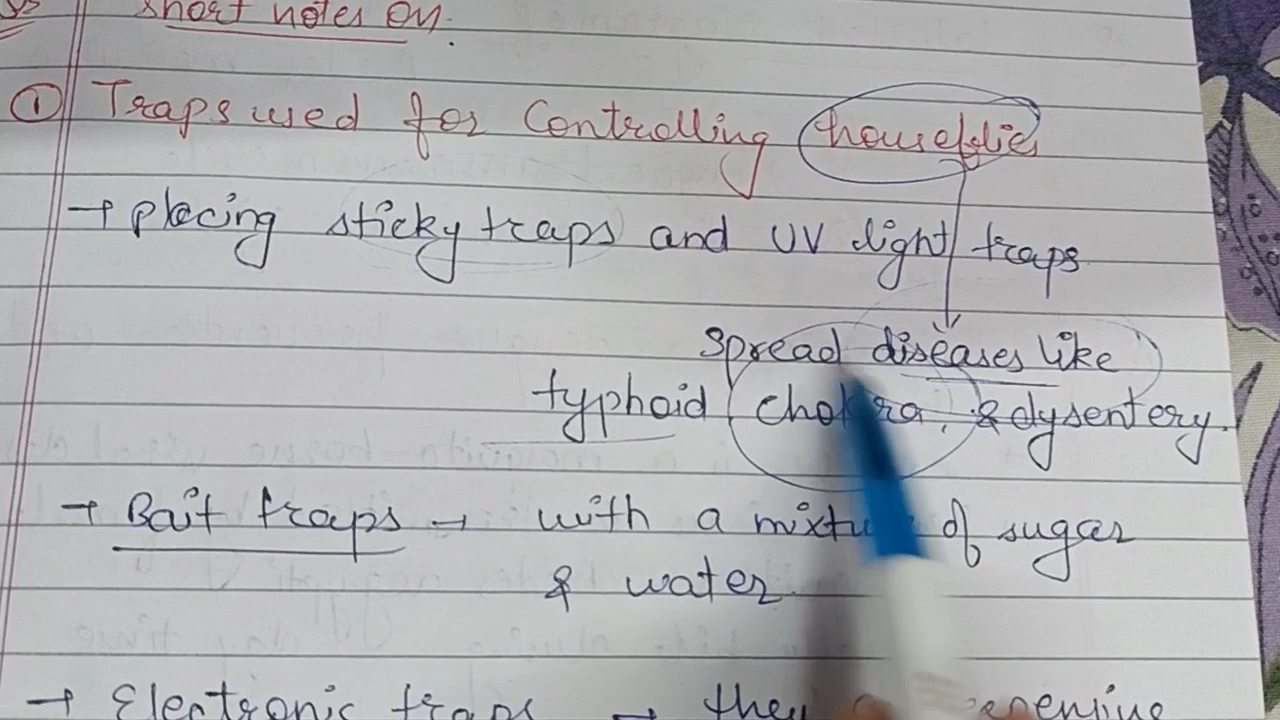 short notes on.
① Traps used for Controlling houseflies
→ placing sticky traps and UV light traps
spread diseases like
typhoid cholera, & dysentery.
→ Bait traps → with a mixture of sugar
& water
→ Electronic traps → they